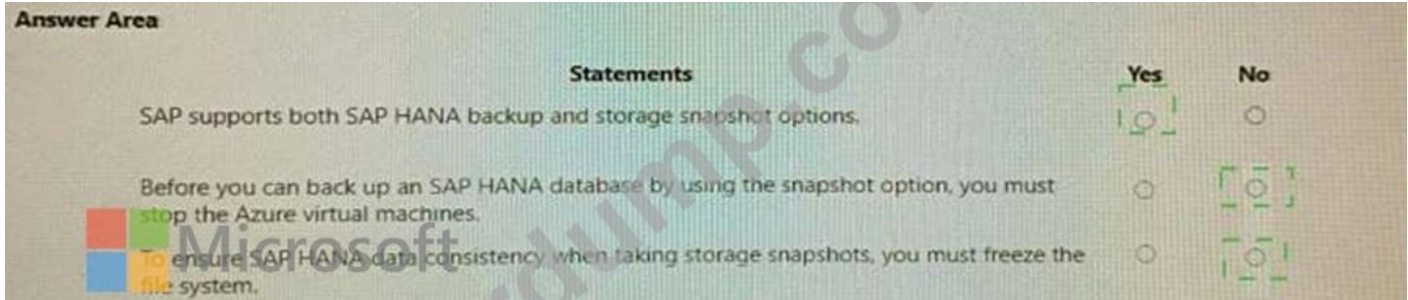 Answer Area
Statements Yes No
SAP supports both SAP HANA backup and storage snapshot options.
Before you can back up an SAP HANA database by using the snapshot option, you must
stop the Azure virtual machines.
Microsoft
To ensure SAP HANA data consistency when taking storage snapshots, you must freeze the
file system.
rdump.co